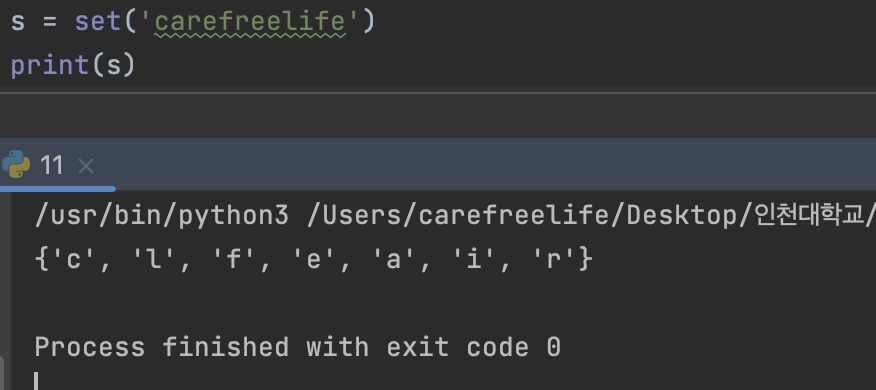 s = set('carefreelife')
print(s)
11
/usr/bin/python3 /Users/carefreelife/Desktop/인천대학교/
{'c', 'l', 'f', 'e', 'a', 'i', 'r'}
Process finished with exit code 0